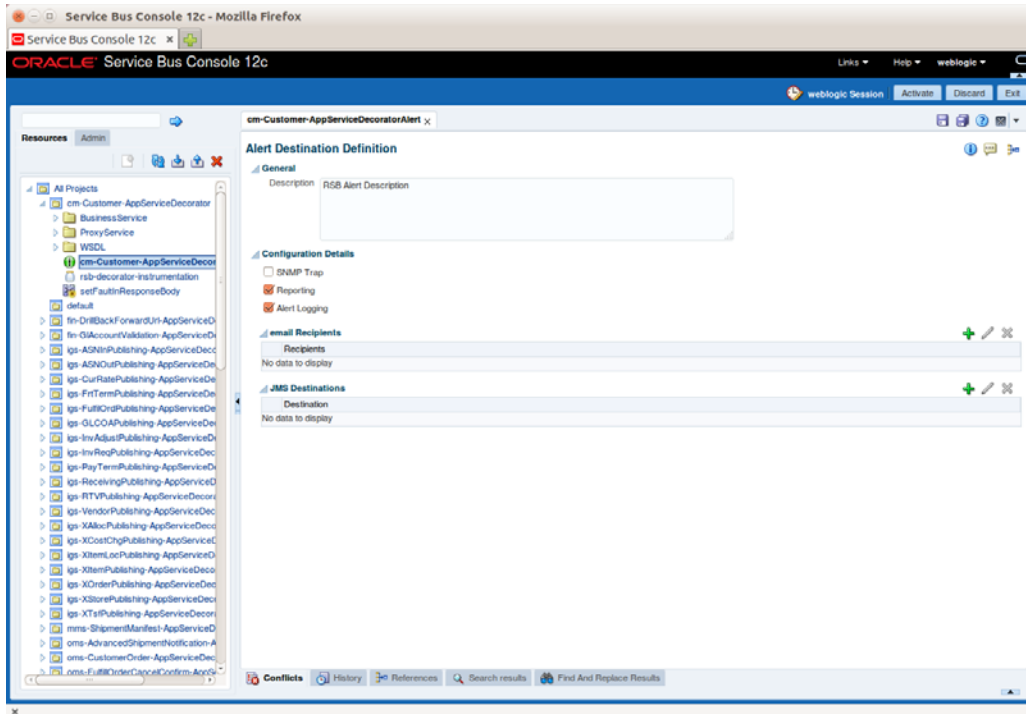 Service Bus Console 12c - Mozilla Firefox
Service Bus Console 12c
ORACLE Service Bus Console 12c
Links Help weblogic
weblogic Session Activate Discard Exit
cm-Customer-AppServiceDecoratorAlert
Resources Admin
Alert Destination Definition
General
Description RSB Alert Description
All Projects
cm-Customer-AppServiceDecorator
BusinessService
ProxyService
WSDL
cm-Customer-AppServiceDecor
rsb-decorator-instrumentation
setFaultInResponseBody
default
fin-DrillBackForwardUrl-AppServiceD
fin-GlAccountValidation-AppServiceD
igs-ASNInPublishing-AppServiceDecc
igs-ASNOutPublishing-AppServiceDe
igs-CurRatePublishing-AppServiceDe
igs-FrtTermPublishing-AppServiceDe
igs-FulfilOrdPublishing-AppServiceDe
igs-GLCOAPublishing-AppServiceDe
igs-InvAdjustPublishing-AppServiceD
igs-InvReqPublishing-AppServiceDec
igs-PayTermPublishing-AppServiceD
igs-ReceivingPublishing-AppServiceD
igs-RTVPublishing-AppServiceDecora
igs-VendorPublishing-AppServiceDec
igs-XAllocPublishing-AppServiceDeco
igs-XCostChgPublishing-AppServiceD
igs-XItemLocPublishing-AppServiceD
igs-XItemPublishing-AppServiceDeco
igs-XOrderPublishing-AppServiceDec
igs-XStorePublishing-AppServiceDec
igs-XTsfPublishing-AppServiceDecor
mms-ShipmentManifest-AppServiceD
oms-AdvancedShipmentNotification-A
oms-CustomerOrder-AppServiceDec
oms-FulfillOrderCancelConfirm-AppSe
Configuration Details
SNMP Trap
Reporting
Alert Logging
email Recipients
Recipients
No data to display
JMS Destinations
Destination
No data to display
Conflicts History References Search results Find And Replace Results